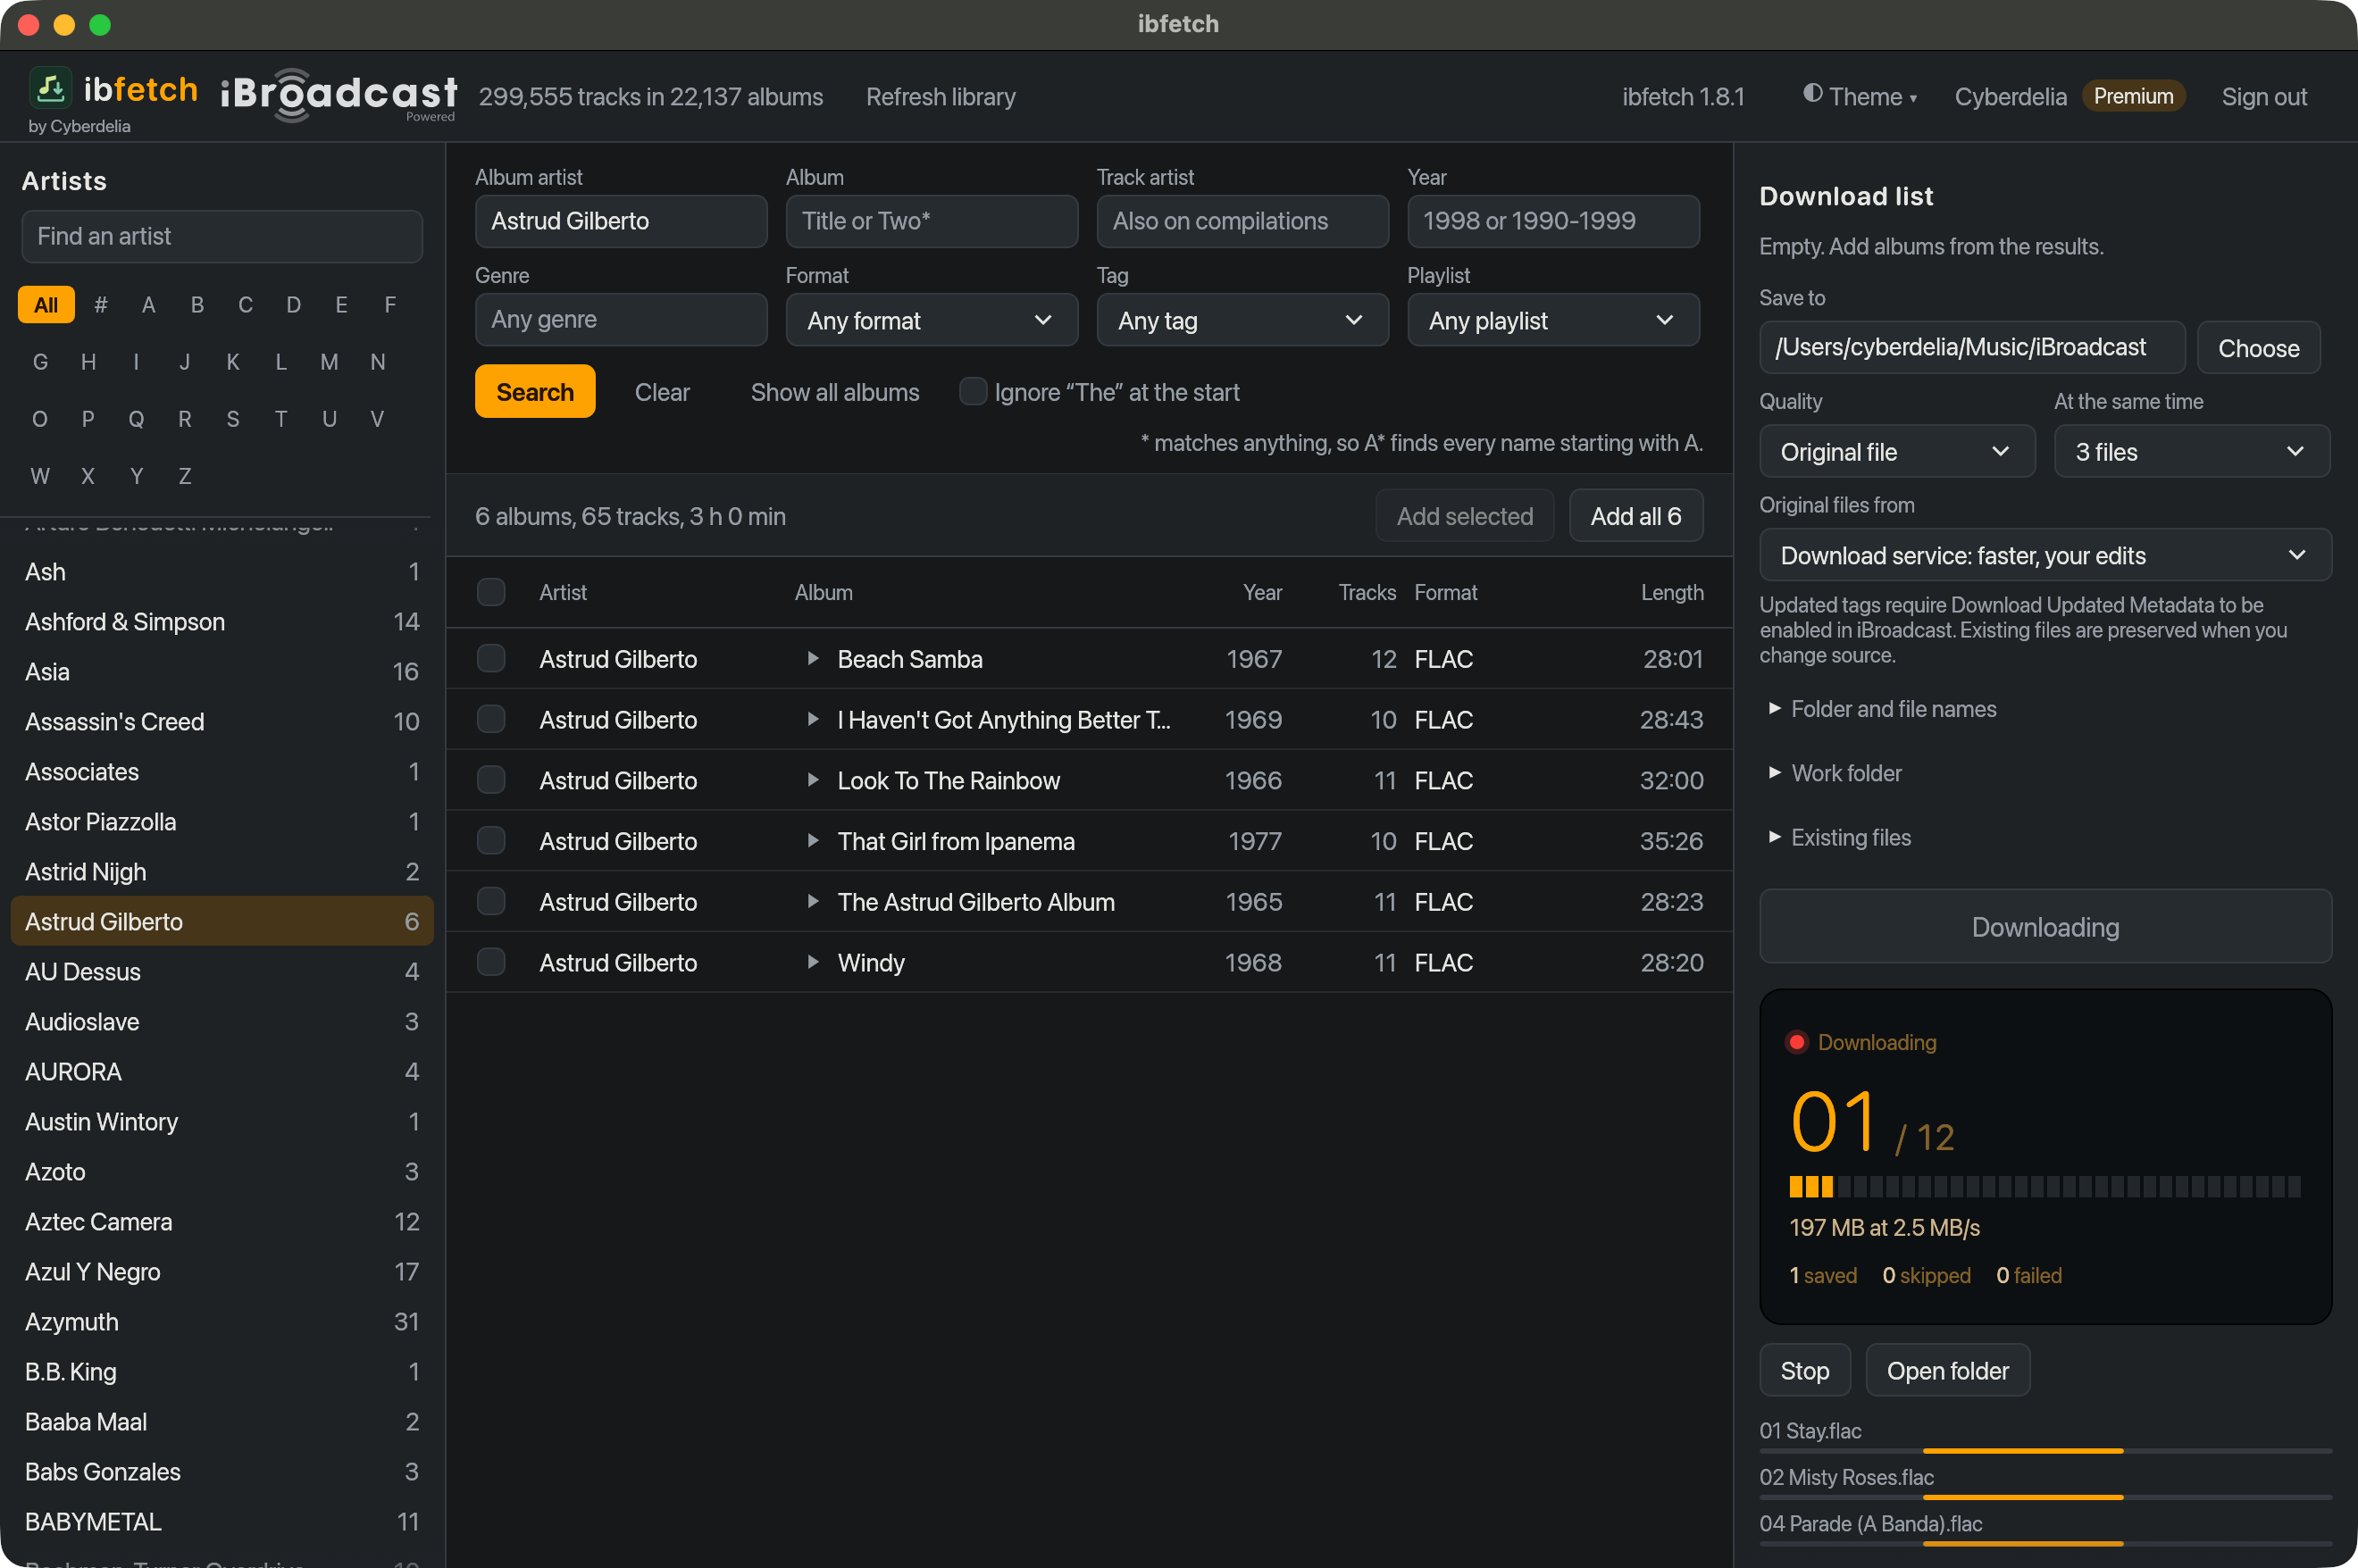 ibfetch
ibfetch
by Cyberdelia
iBroadcast
Powered
299,555 tracks in 22,137 albums
Refresh library
ibfetch 1.8.1
Theme ▾
Cyberdelia
Premium
Sign out
Artists
Find an artist
All # A B C D E F
G H I J K L M N
O P Q R S T U V
W X Y Z
Ash 1
Ashford & Simpson 14
Asia 16
Assassin's Creed 10
Associates 1
Astor Piazzolla 1
Astrid Nijgh 2
Astrud Gilberto 6
AU Dessus 4
Audioslave 3
AURORA 4
Austin Wintory 1
Azoto 3
Aztec Camera 12
Azul Y Negro 17
Azymuth 31
B.B. King 1
Baaba Maal 2
Babs Gonzales 3
BABYMETAL 11
Album artist Album Track artist Year
Astrud Gilberto Title or Two* Also on compilations 1998 or 1990-1999
Genre Format Tag Playlist
Any genre Any format Any tag Any playlist
Search Clear Show all albums Ignore “The” at the start
* matches anything, so A* finds every name starting with A.
6 albums, 65 tracks, 3 h 0 min Add selected Add all 6
Artist Album Year Tracks Format Length
Astrud Gilberto Beach Samba 1967 12 FLAC 28:01
Astrud Gilberto I Haven't Got Anything Better T... 1969 10 FLAC 28:43
Astrud Gilberto Look To The Rainbow 1966 11 FLAC 32:00
Astrud Gilberto That Girl from Ipanema 1977 10 FLAC 35:26
Astrud Gilberto The Astrud Gilberto Album 1965 11 FLAC 28:23
Astrud Gilberto Windy 1968 11 FLAC 28:20
Download list
Empty. Add albums from the results.
Save to
/Users/cyberdelia/Music/iBroadcast Choose
Quality At the same time
Original file 3 files
Original files from
Download service: faster, your edits
Updated tags require Download Updated Metadata to be
enabled in iBroadcast. Existing files are preserved when you
change source.
Folder and file names
Work folder
Existing files
Downloading
Downloading
01 / 12
197 MB at 2.5 MB/s
1 saved 0 skipped 0 failed
Stop Open folder
01 Stay.flac
02 Misty Roses.flac
04 Parade (A Banda).flac